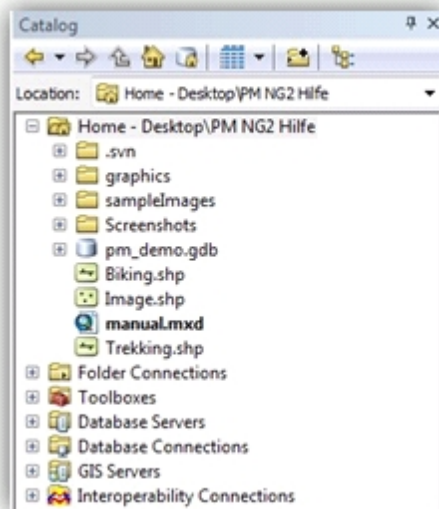 Catalog
Location: Home - Desktop\PM NG2 Hilfe
Home - Desktop\PM NG2 Hilfe
.svn
graphics
sampleImages
Screenshots
pm_demo.gdb
Biking.shp
Image.shp
manual.mxd
Trekking.shp
Folder Connections
Toolboxes
Database Servers
Database Connections
GIS Servers
Interoperability Connections